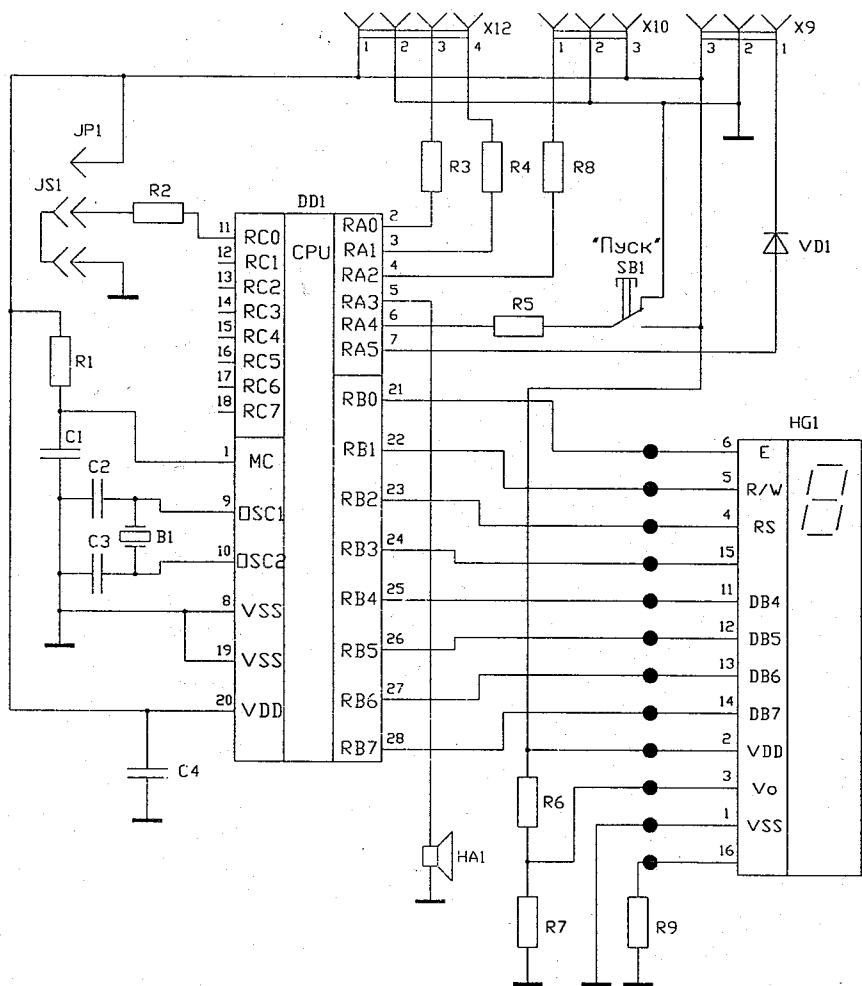 X12 X10 X9
1 2 3 4 1 2 3 3 2 1
JP1
JS1 R2 R3 R4 R8
DD1
CPU
11 RC0
12 RC1
13 RC2
14 RC3
15 RC4
16 RC5
17 RC6
18 RC7
1 MC
9 OSC1
10 OSC2
8 VSS
19 VSS
20 VDD
RA0 2
RA1 3
RA2 4
RA3 5
RA4 6
RA5 7
RB0 21
RB1 22
RB2 23
RB3 24
RB4 25
RB5 26
RB6 27
RB7 28
"Пуск"
SB1
VD1
R5
R1
C1
C2
C3 B1
C4
HG1
6 E
5 R/W
4 RS
15
11 DB4
12 DB5
13 DB6
14 DB7
2 VDD
3 Vo
1 VSS
16
R6
HA1
R7 R9